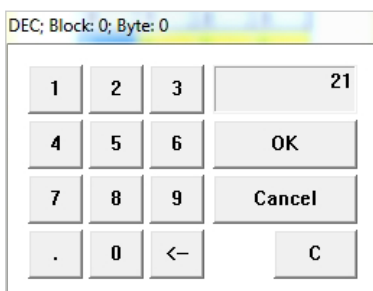 DEC; Block: 0; Byte: 0
1 2 3 21
4 5 6 OK
7 8 9 Cancel
. 0 <- C